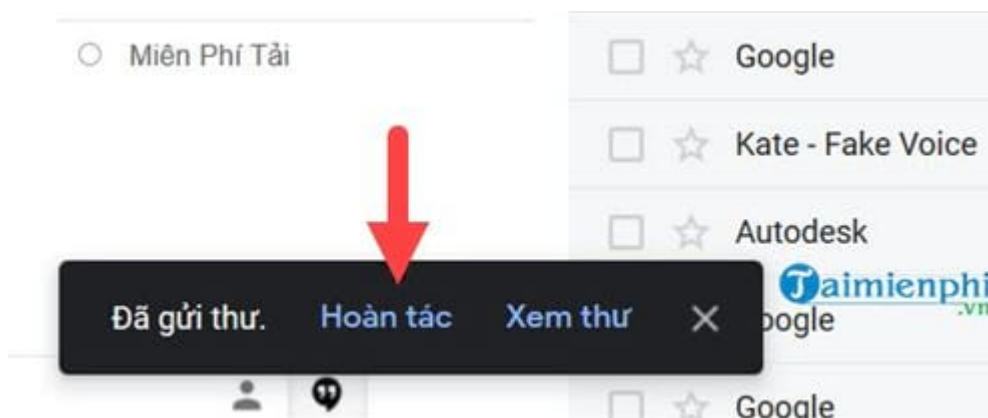 Miên Phí Tải
Google
Kate - Fake Voice
Autodesk
Taimienphi
.vn
Đã gửi thư. Hoàn tác Xem thư
oogle
Google